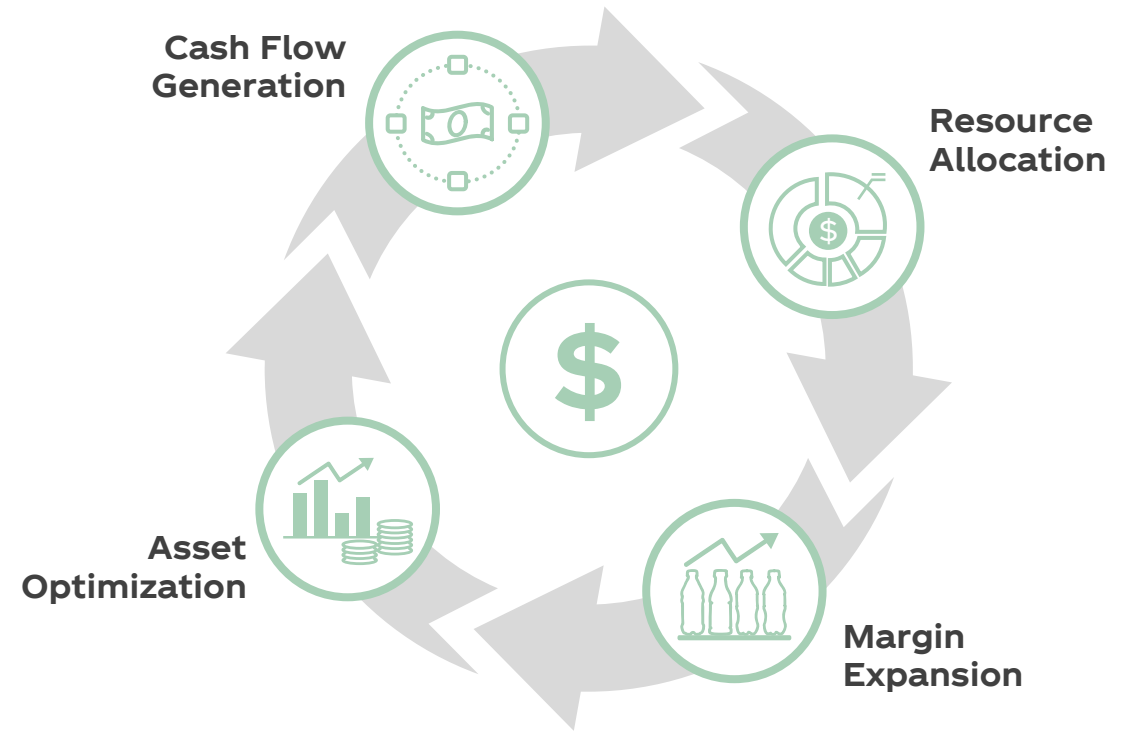 Cash Flow
Generation
Resource
Allocation
$
$
Asset
Optimization
Margin
Expansion